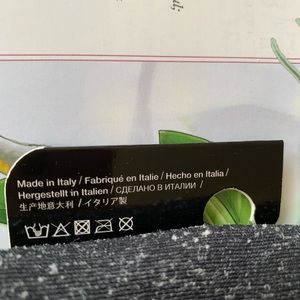 Made in Italy / Fabriqué en Italie / Hecho en Italia /
Hergestellt in Italien / СДЕЛАНО В ИТАЛИИ /
生产地意大利 / イタリア製